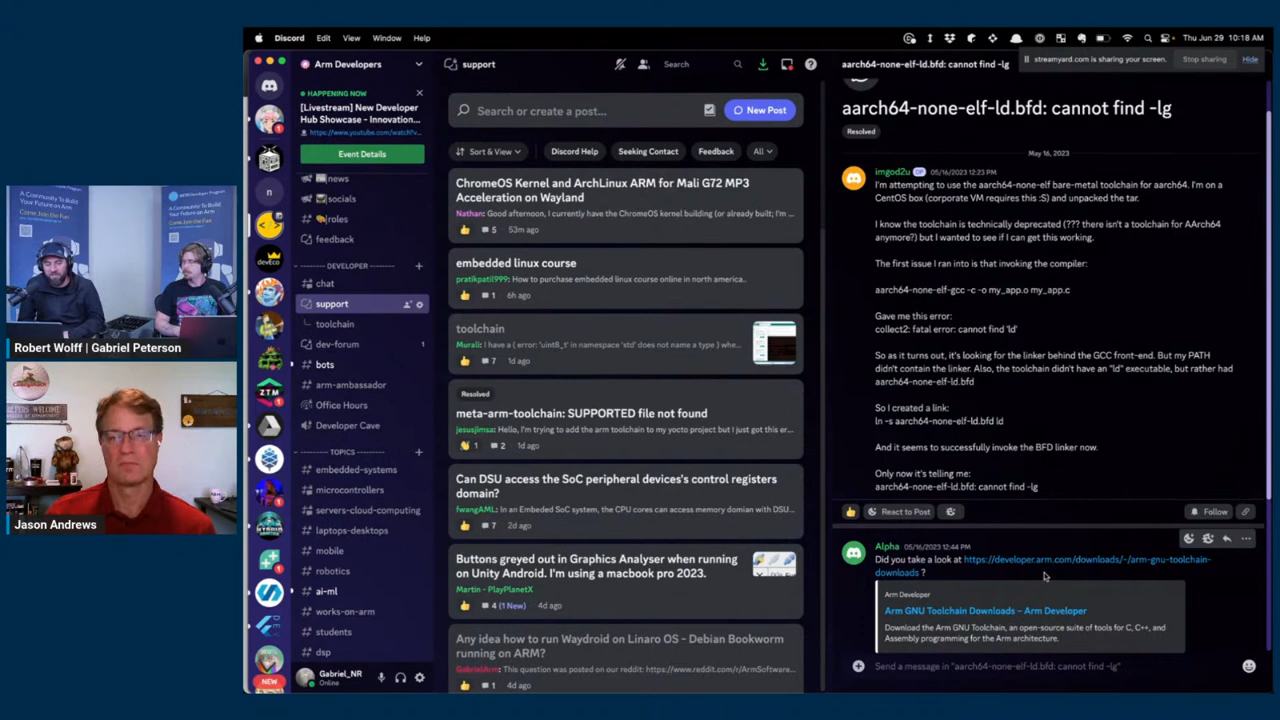 Discord Edit View Window Help
Thu Jun 29 10:18 AM
streamyard.com is sharing your screen. Stop sharing Hide
Arm Developers
HAPPENING NOW
[Livestream] New Developer
Hub Showcase - Innovation...
https://www.youtube.com/watch?v...
Event Details
news
socials
roles
feedback
DEVELOPER
chat
support
toolchain
dev-forum 1
bots
arm-ambassador
Office Hours
Developer Cave
TOPICS
embedded-systems
microcontrollers
servers-cloud-computing
laptops-desktops
mobile
robotics
ai-ml
works-on-arm
students
dsp
Gabriel_NR
Online
n
devEco
ZTM
NEW
support
Search
Search or create a post...
New Post
Sort & View Discord Help Seeking Contact Feedback All
ChromeOS Kernel and ArchLinux ARM for Mali G72 MP3
Acceleration on Wayland
Nathan: Good afternoon, I currently have the ChromeOS kernel building (or already built; I'm ...
5 53m ago
embedded linux course
pratikpatil999: How to purchase embedded linux course online in north america..
1 6h ago
toolchain
Murali: I have a ( error: 'uint8_t' in namespace 'std' does not name a type ) whe...
7 1d ago
Resolved
meta-arm-toolchain: SUPPORTED file not found
jesusjimsa: Hello, I'm trying to add the arm toolchain to my yocto project but I just got this er...
1 2 1d ago
Can DSU access the SoC peripheral devices's control registers
domain?
fwangAML: In an Embeded SoC system, the CPU cores can access memory domian with DS...
7 2d ago
Buttons greyed out in Graphics Analyser when running
on Unity Android. I'm using a macbook pro 2023.
Martin - PlayPlanetX
4 (1 New) 4d ago
Any idea how to run Waydroid on Linaro OS - Debian Bookworm
running on ARM?
GabrielArm: This question was posted on our reddit: https://www.reddit.com/r/ArmSoftware...
1 4d ago
aarch64-none-elf-ld.bfd: cannot find -lg
aarch64-none-elf-ld.bfd: cannot find -lg
Resolved
May 16, 2023
imgod2u OP 05/16/2023 12:23 PM
I'm attempting to use the aarch64-none-elf bare-metal toolchain for aarch64. I'm on a
CentOS box (corporate VM requires this :S) and unpacked the tar.
I know the toolchain is technically deprecated (??? there isn't a toolchain for AArch64
anymore?) but I wanted to see if I can get this working.
The first issue I ran into is that invoking the compiler:
aarch64-none-elf-gcc -c -o my_app.o my_app.c
Gave me this error:
collect2: fatal error: cannot find 'ld'
So as it turns out, it's looking for the linker behind the GCC front-end. But my PATH
didn't contain the linker. Also, the toolchain didn't have an "ld" executable, but rather had
aarch64-none-elf-ld.bfd
So I created a link:
ln -s aarch64-none-elf-ld.bfd ld
And it seems to successfully invoke the BFD linker now.
Only now it's telling me:
aarch64-none-elf-ld.bfd: cannot find -lg
React to Post Follow
Alpha 05/16/2023 12:44 PM
Did you take a look at https://developer.arm.com/downloads/-/arm-gnu-toolchain-
downloads ?
Arm Developer
Arm GNU Toolchain Downloads – Arm Developer
Download the Arm GNU Toolchain, an open-source suite of tools for C, C++, and
Assembly programming for the Arm architecture.
Send a message in "aarch64-none-elf-ld.bfd: cannot find -lg"
Robert Wolff | Gabriel Peterson
Jason Andrews